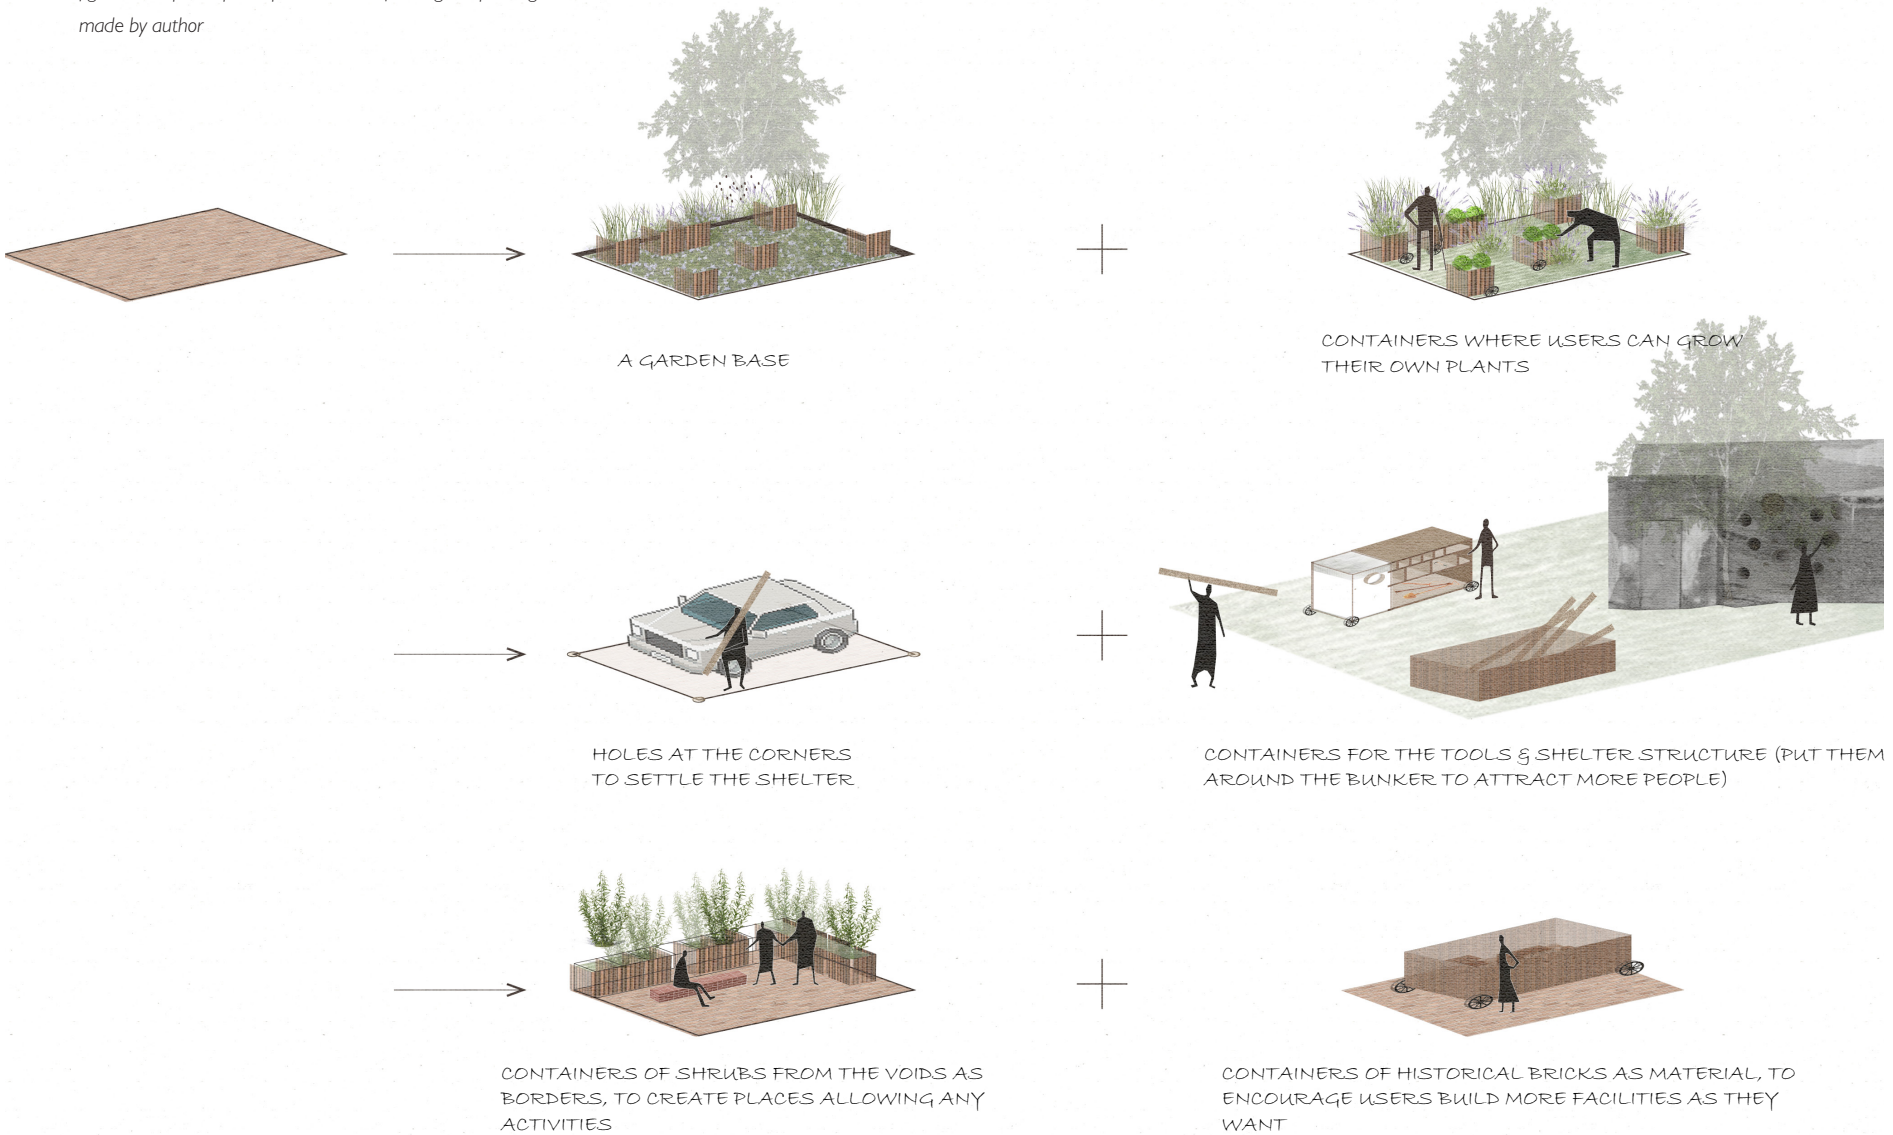 made by author
A GARDEN BASE
CONTAINERS WHERE USERS CAN GROW
THEIR OWN PLANTS
HOLES AT THE CORNERS
TO SETTLE THE SHELTER
CONTAINERS FOR THE TOOLS & SHELTER STRUCTURE (PUT THEM
AROUND THE BUNKER TO ATTRACT MORE PEOPLE)
CONTAINERS OF SHRUBS FROM THE VOIDS AS
BORDERS, TO CREATE PLACES ALLOWING ANY
ACTIVITIES
CONTAINERS OF HISTORICAL BRICKS AS MATERIAL, TO
ENCOURAGE USERS BUILD MORE FACILITIES AS THEY
WANT